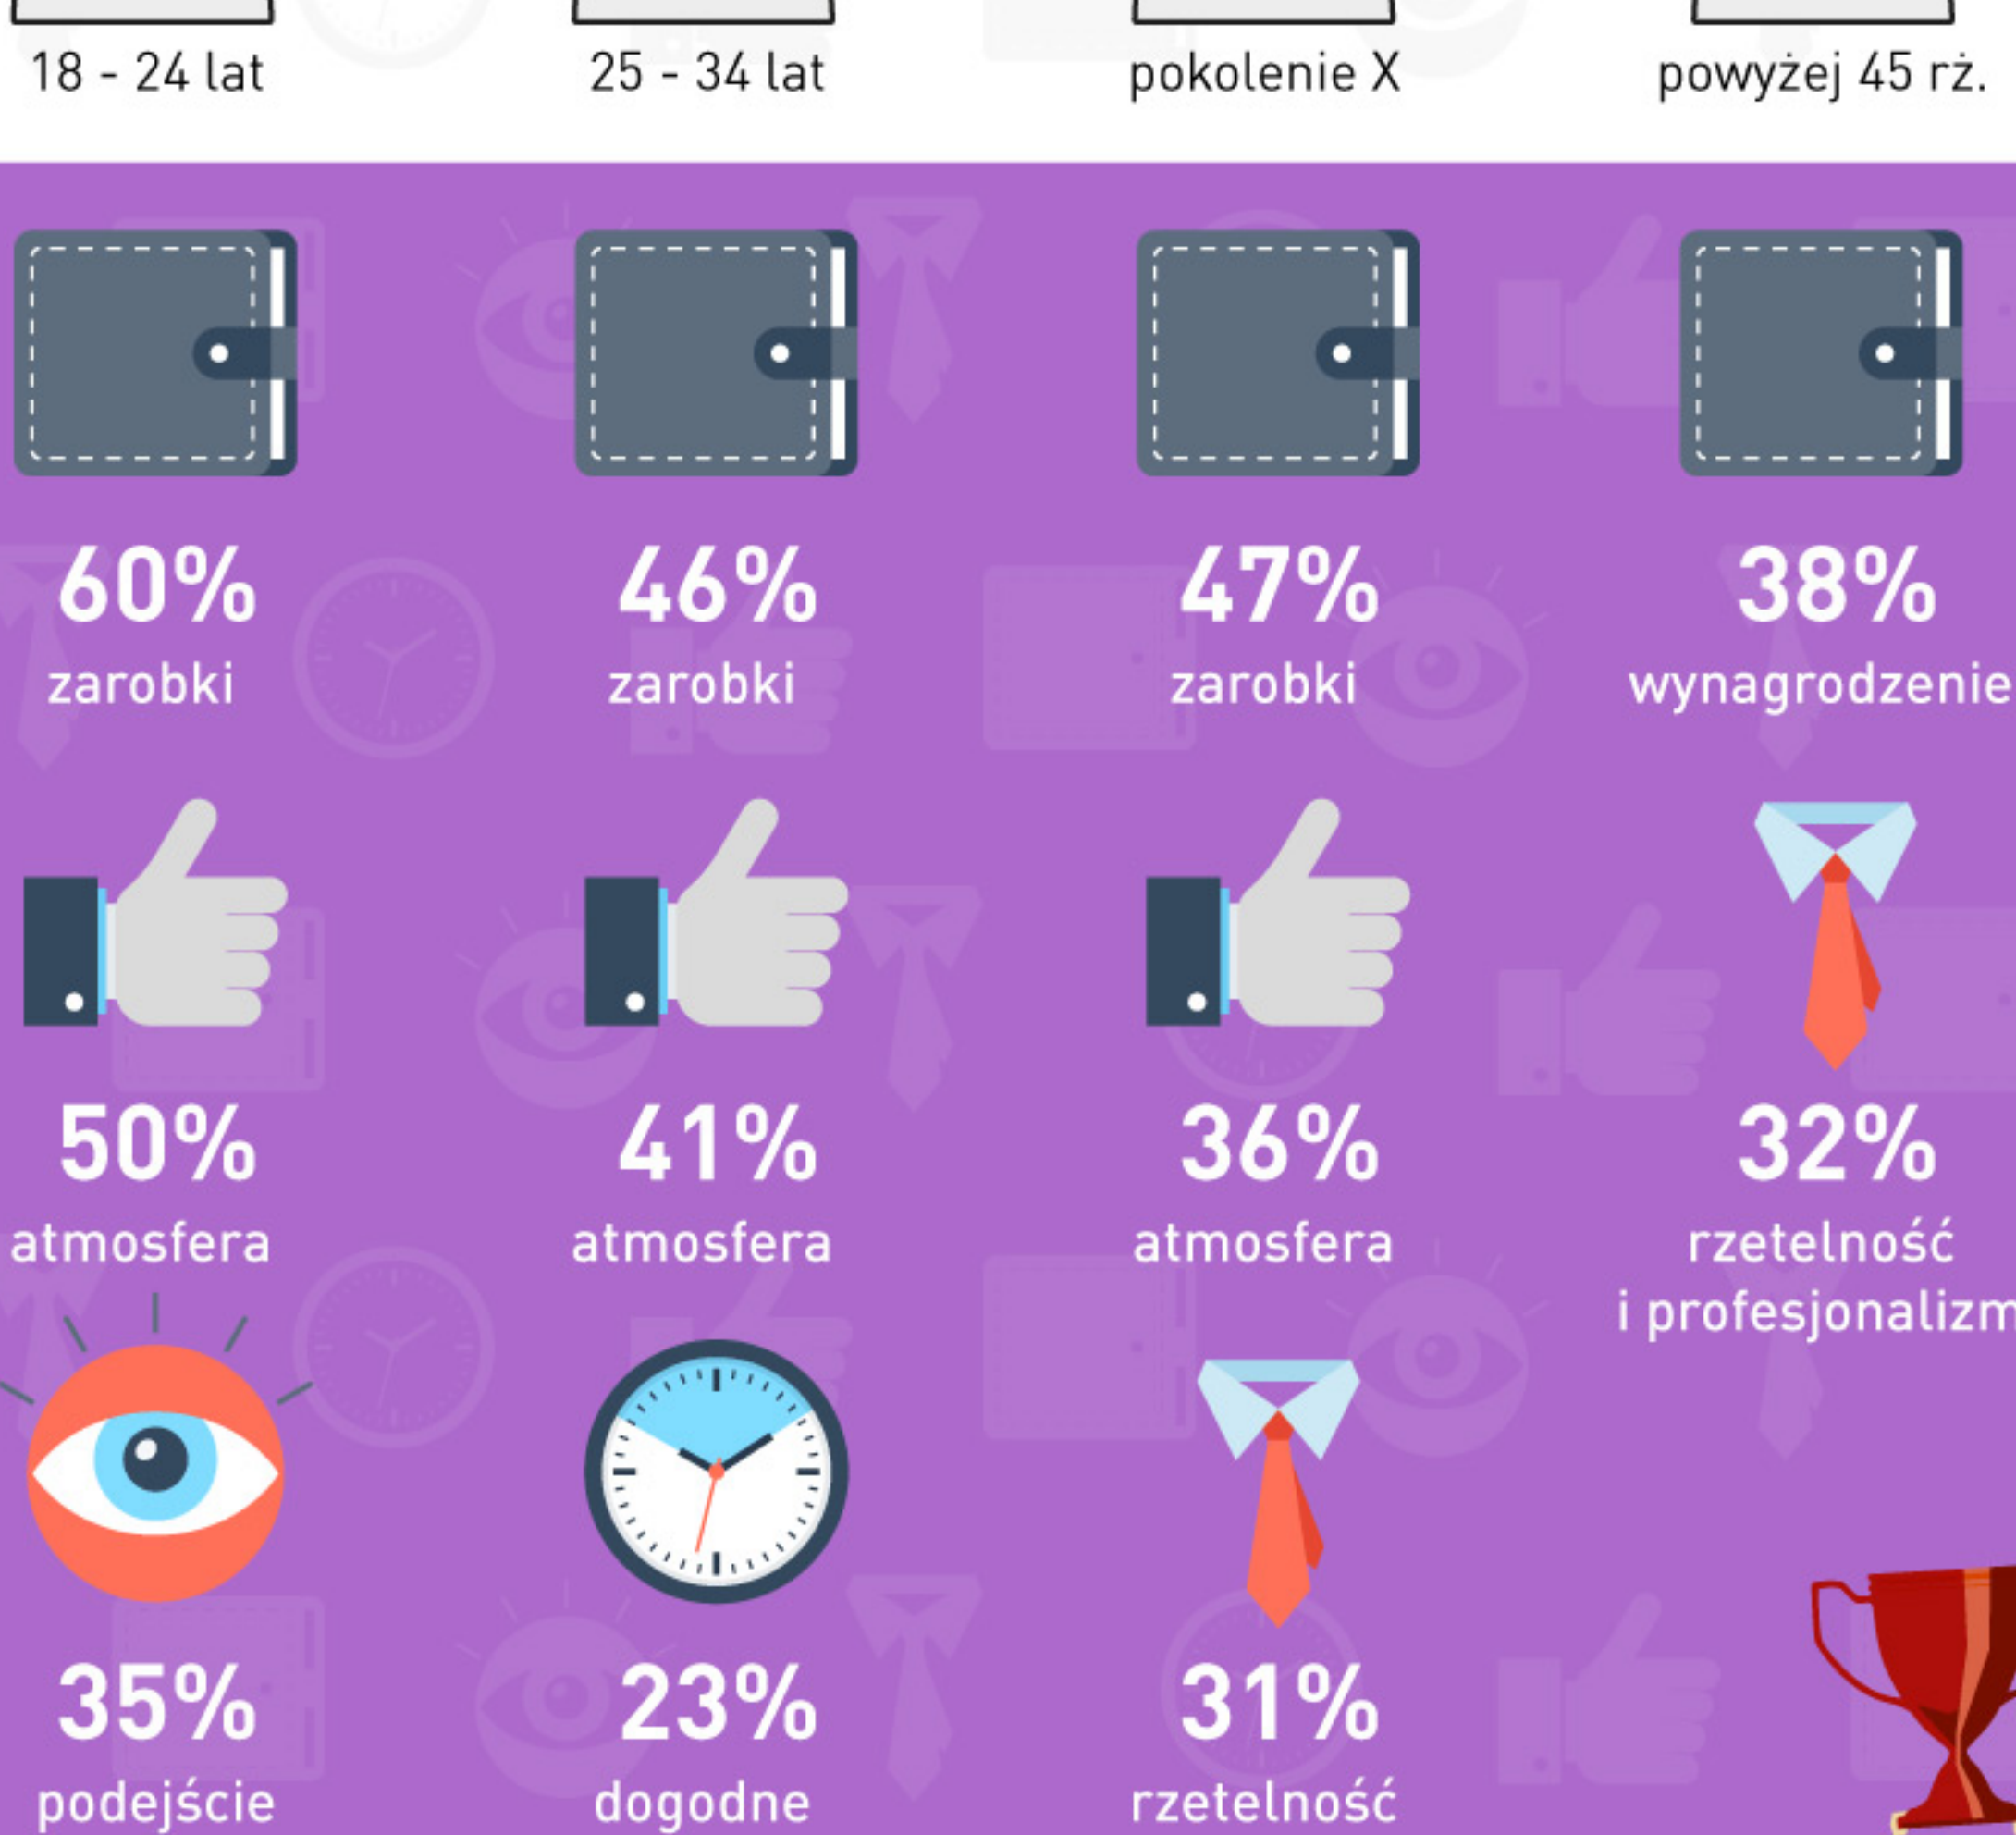 18 - 24 lat
25 - 34 lat
pokolenie X
powyżej 45 rż.
60%
46%
47%
38%
zarobki
zarobki
zarobki
wynagrodzenie
50%
41%
36%
32%
atmosfera
atmosfera
atmosfera
rzetelność
i profesjonalizm
35%
23%
31%
podejście
dogodne
rzetelność